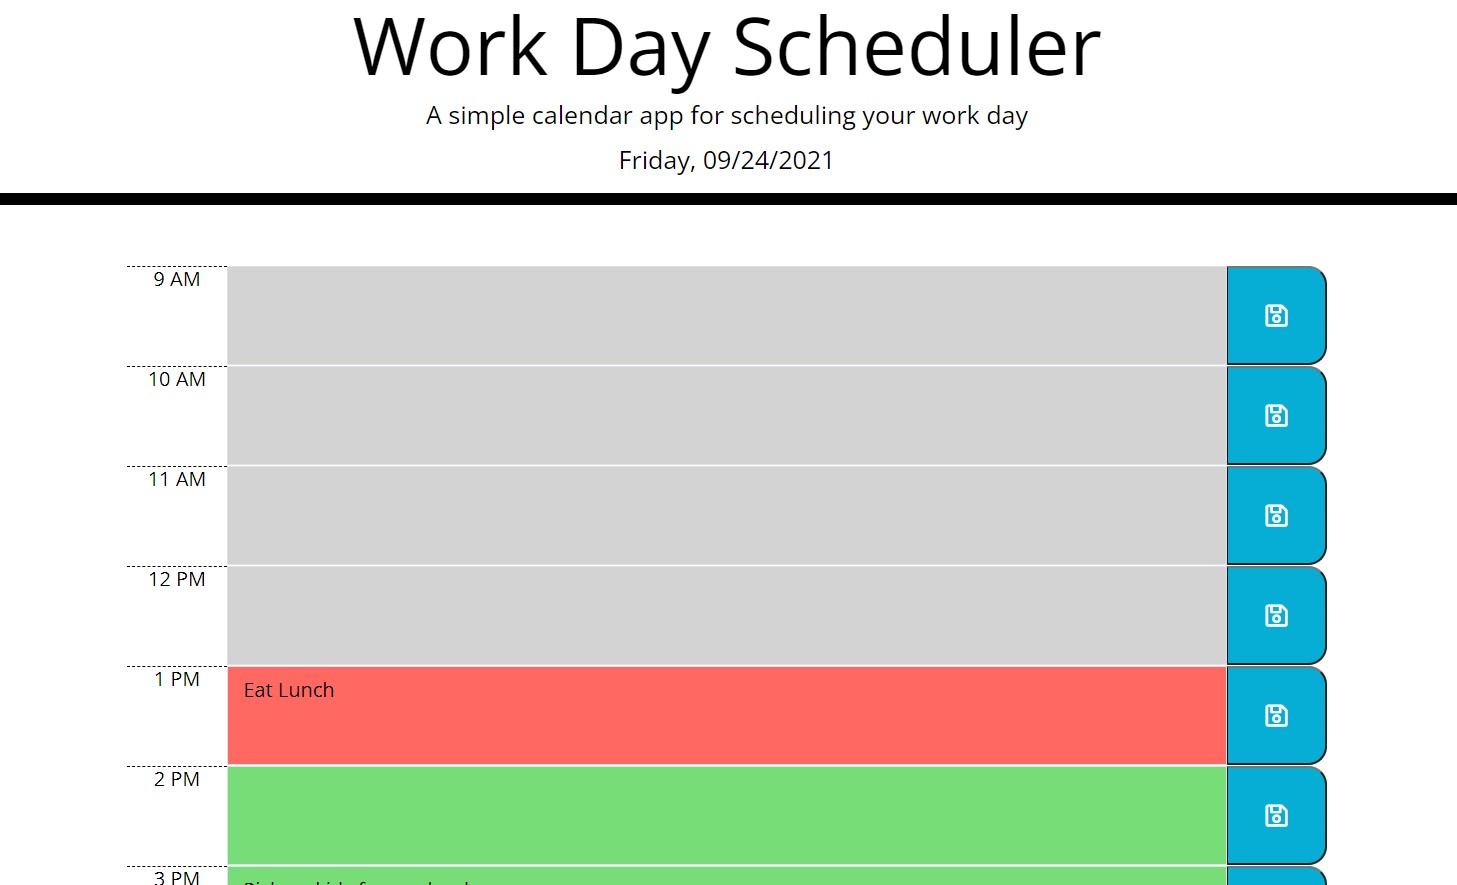 Work Day Scheduler
A simple calendar app for scheduling your work day
Friday, 09/24/2021
9 AM
10 AM
11 AM
12 PM
1 PM
Eat Lunch
2 PM
3 PM